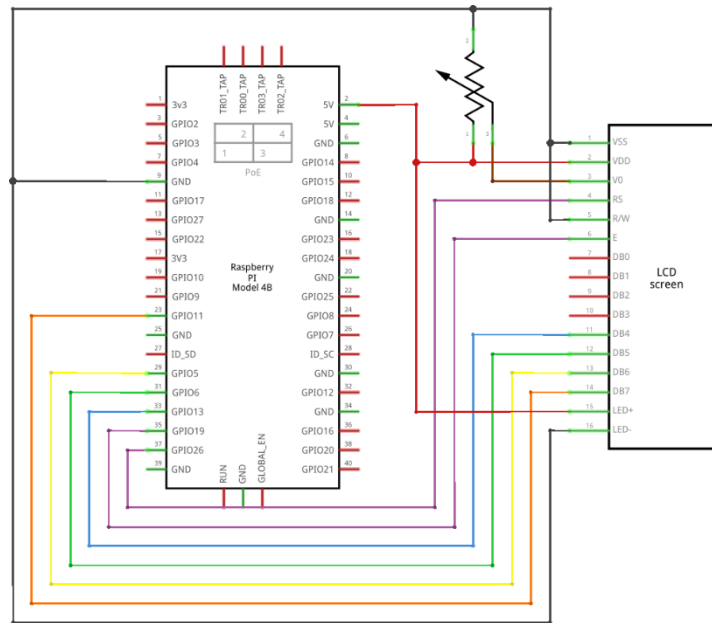 TR01_TAP
TR00_TAP
TR03_TAP
TR02_TAP
2 4
1 3
PoE
1 3v3 5V 2
3 GPIO2 5V 4
5 GPIO3 GND 6
7 GPIO4 GPIO14 8
9 GND GPIO15 10
11 GPIO17 GPIO18 12
13 GPIO27 GND 14
15 GPIO22 GPIO23 16
17 3V3 GPIO24 18
19 GPIO10 GND 20
21 GPIO9 GPIO25 22
23 GPIO11 GPIO8 24
25 GND GPIO7 26
27 ID_SD ID_SC 28
29 GPIO5 GND 30
31 GPIO6 GPIO12 32
33 GPIO13 GND 34
35 GPIO19 GPIO16 36
37 GPIO26 GPIO20 38
39 GND GPIO21 40
Raspberry
PI
Model 4B
RUN
GND
GLOBAL_EN
1 VSS
2 VDD
3 V0
4 RS
5 R/W
6 E
7 DB0
8 DB1
9 DB2
10 DB3
11 DB4
12 DB5
13 DB6
14 DB7
15 LED+
16 LED-
LCD
screen